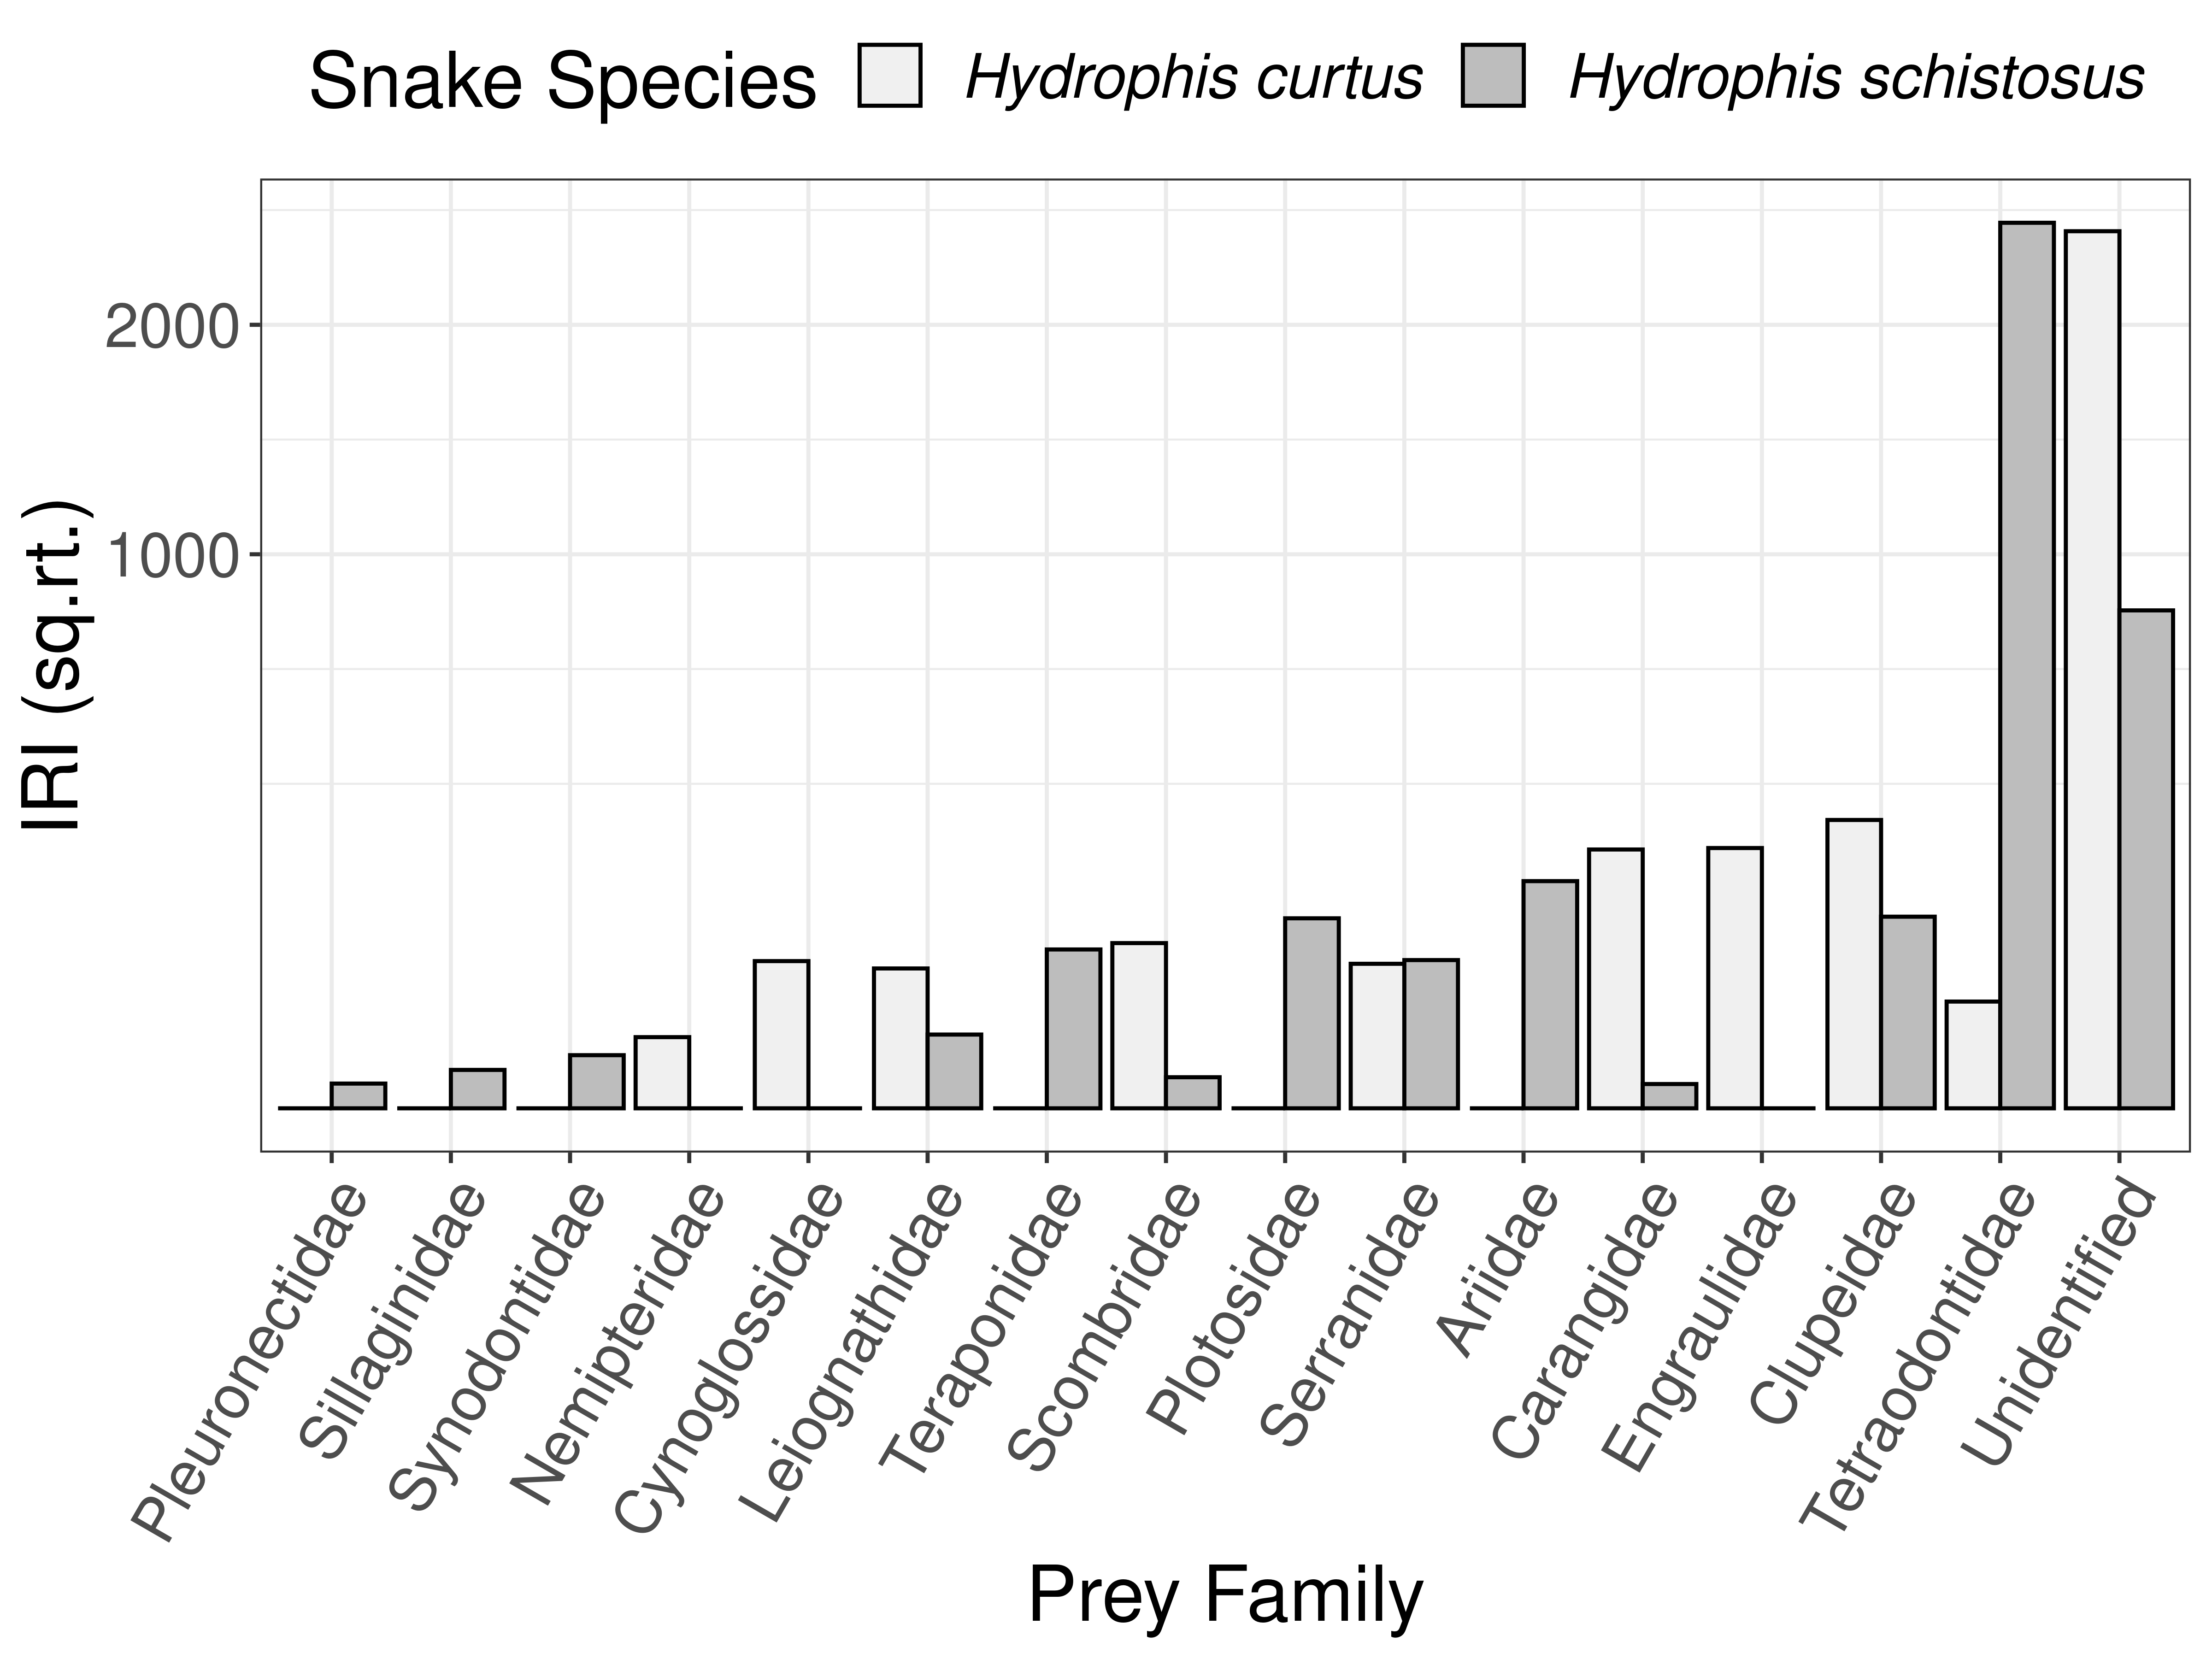 Snake Species Hydrophis curtus Hydrophis schistosus
IRI (sq.rt.)
2000
1000
Pleuronectidae
Sillaginidae
Synodontidae
Nemipteridae
Cynoglossidae
Leiognathidae
Teraponidae
Scombridae
Plotosidae
Serranidae
Ariidae
Carangidae
Engraulidae
Clupeidae
Tetraodontidae
Unidentified
Prey Family